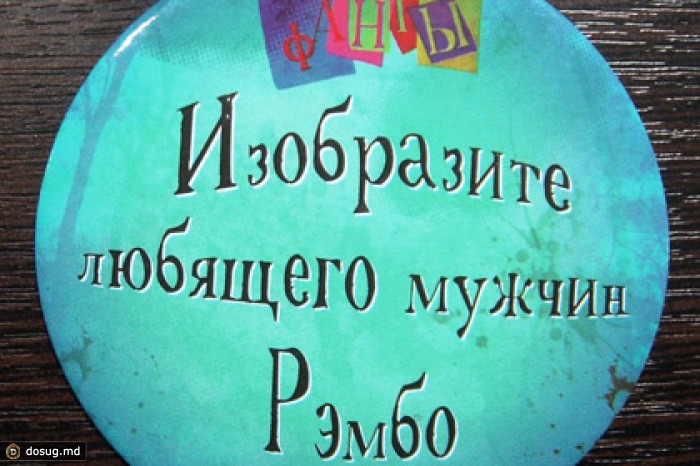 ФАНТЫ
Изобразите
любящего мужчин
Рэмбо
dosug.md